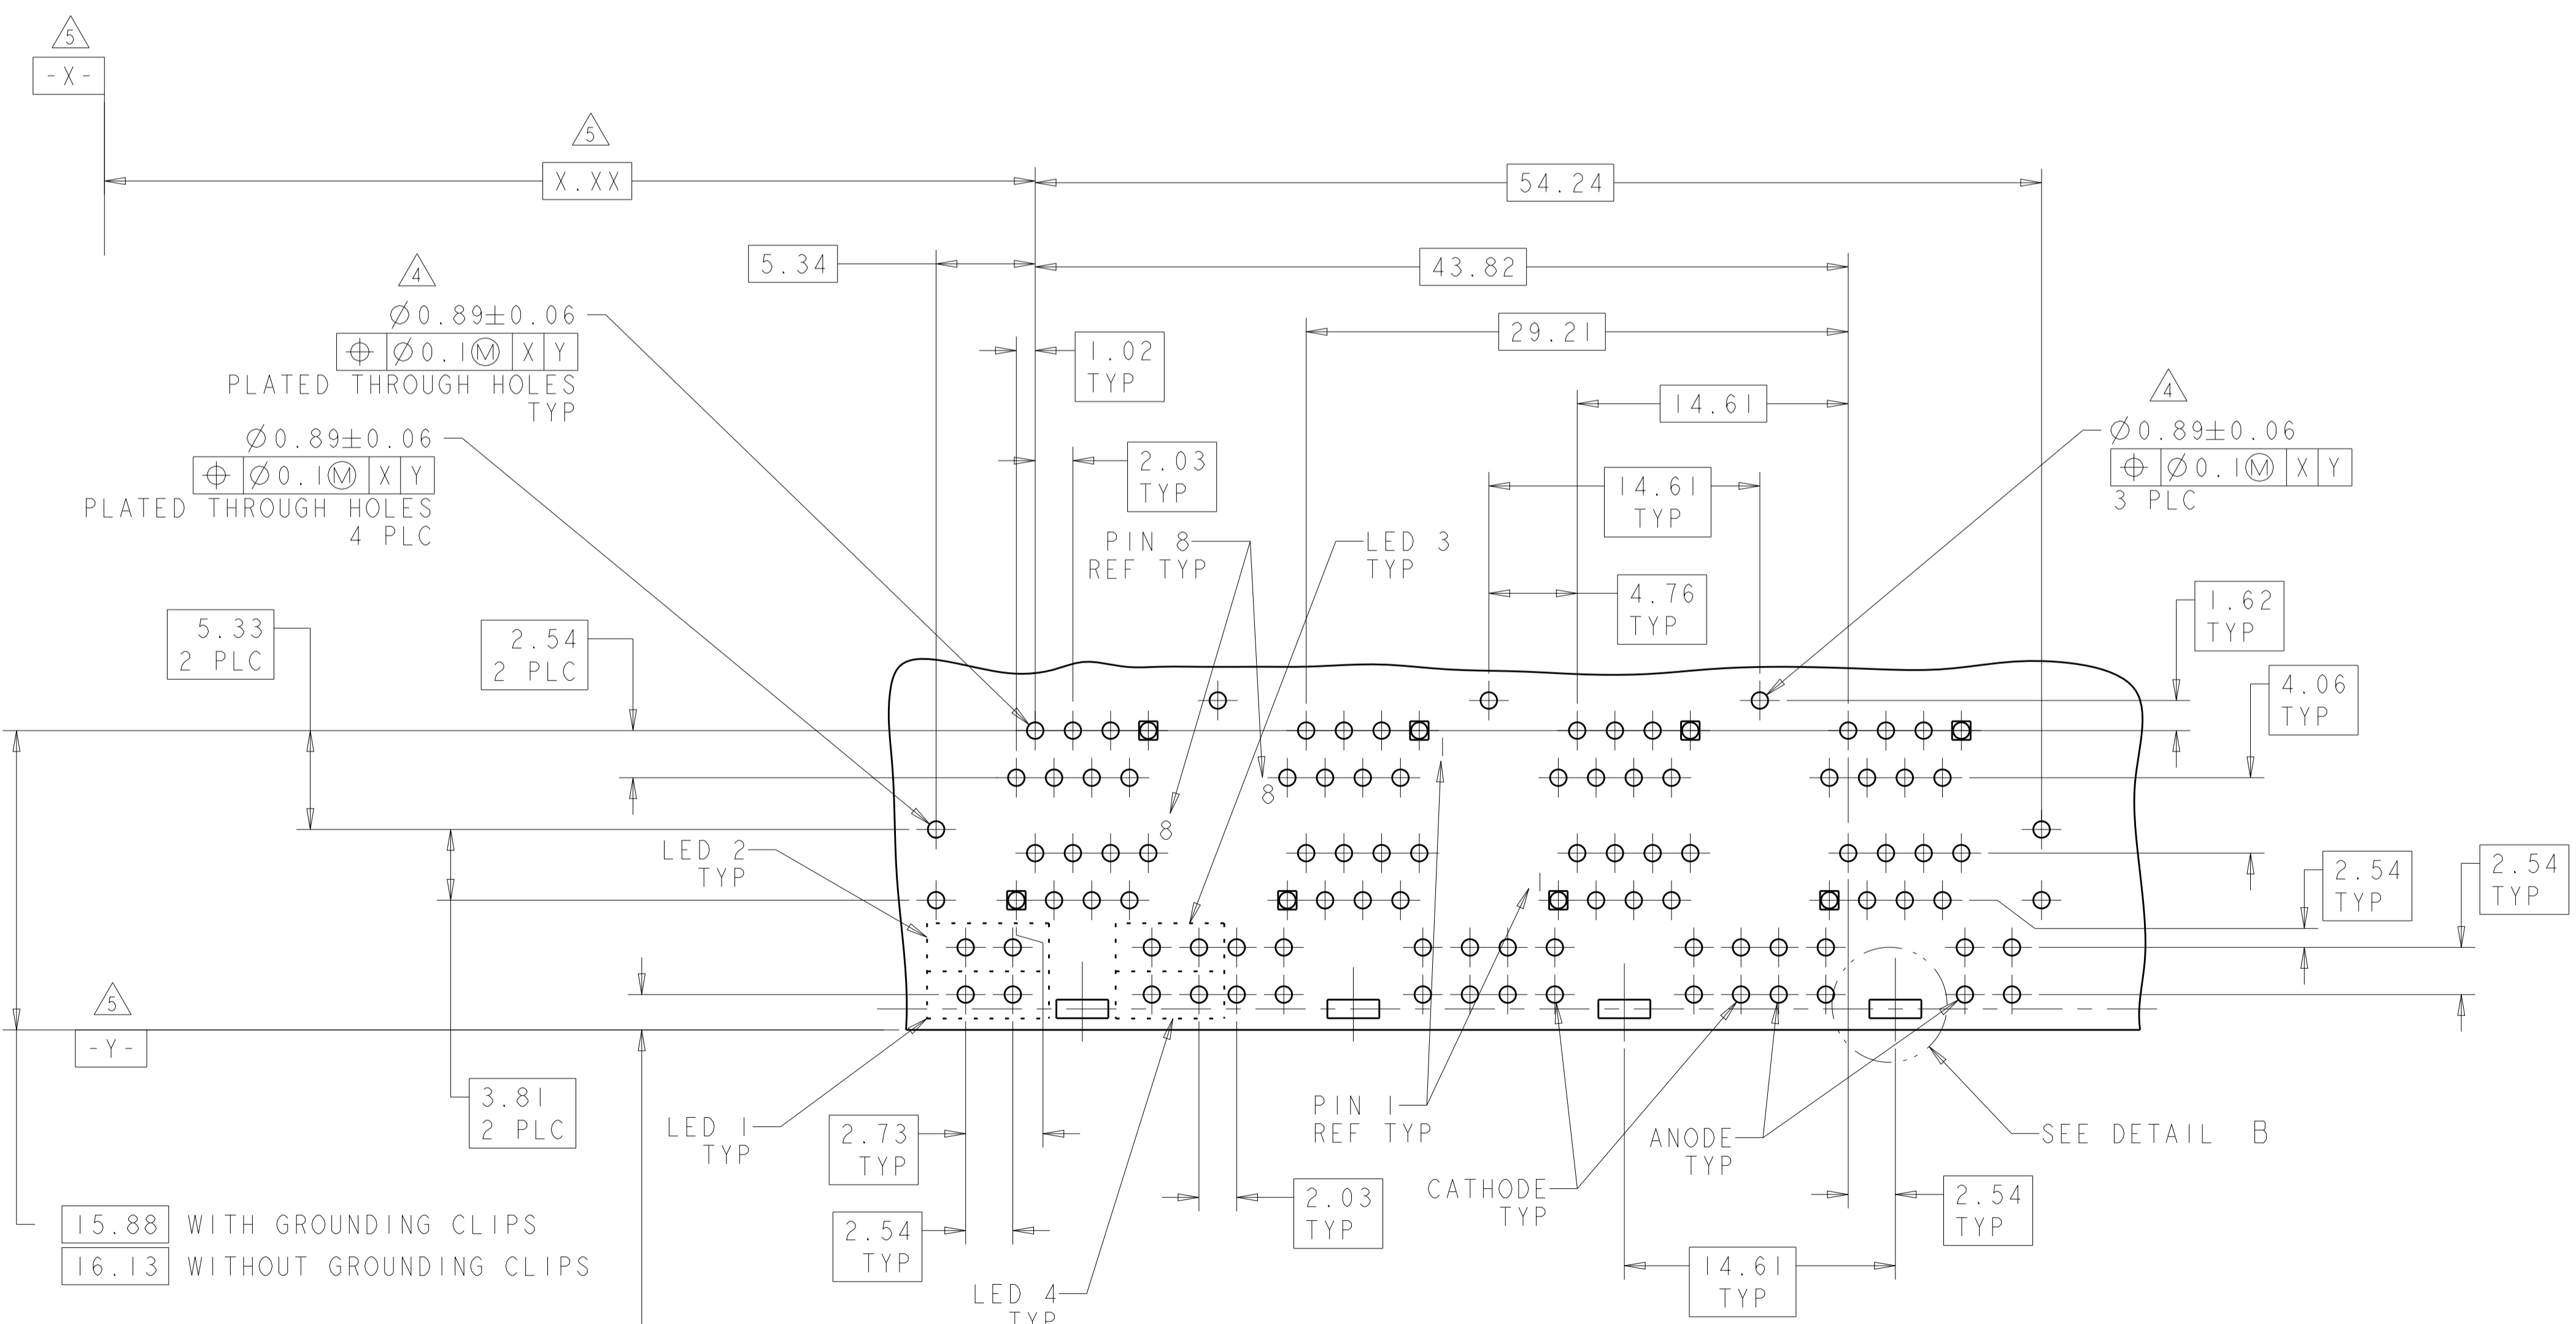 5
-X-
5
X.XX
54.24
5.34
43.82
4
Ø0.89±0.06
⌖ Ø0.1Ⓜ X Y
PLATED THROUGH HOLES
TYP
29.21
1.02
TYP
14.61
4
Ø0.89±0.06
⌖ Ø0.1Ⓜ X Y
3 PLC
Ø0.89±0.06
⌖ Ø0.1Ⓜ X Y
PLATED THROUGH HOLES
4 PLC
2.03
TYP
14.61
TYP
PIN 8
REF TYP
LED 3
TYP
4.76
TYP
1.62
TYP
5.33
2 PLC
2.54
2 PLC
4.06
TYP
1
8
8
LED 2
TYP
1
2.54
TYP
2.54
TYP
5
-Y-
3.81
2 PLC
LED 1
TYP
2.73
TYP
PIN 1
REF TYP
ANODE
TYP
SEE DETAIL B
CATHODE
TYP
2.03
TYP
2.54
TYP
15.88 WITH GROUNDING CLIPS
16.13 WITHOUT GROUNDING CLIPS
2.54
TYP
14.61
TYP
LED 4
TYP